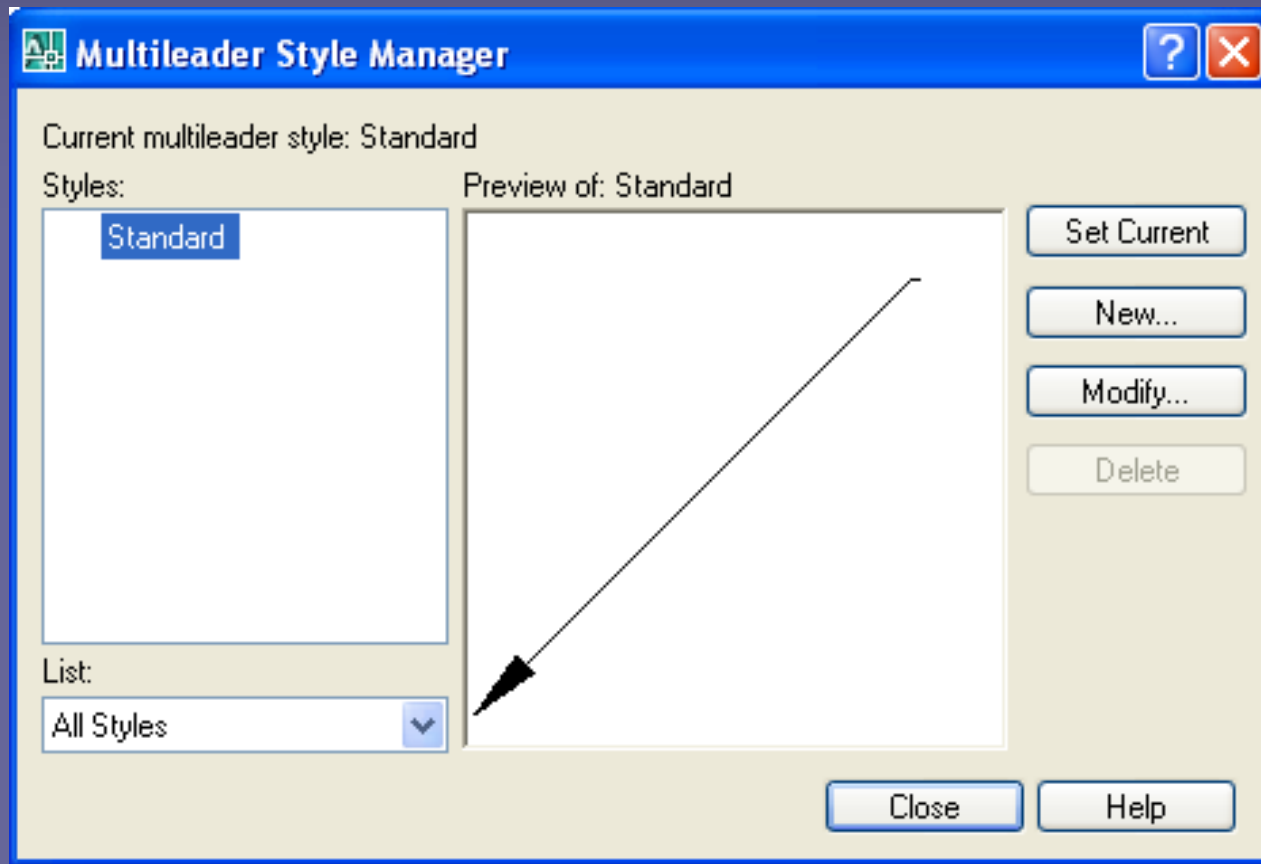 Multileader Style Manager
?
Current multileader style: Standard
Styles:
Standard
List:
All Styles
Preview of: Standard
Set Current
New...
Modify...
Delete
Close
Help